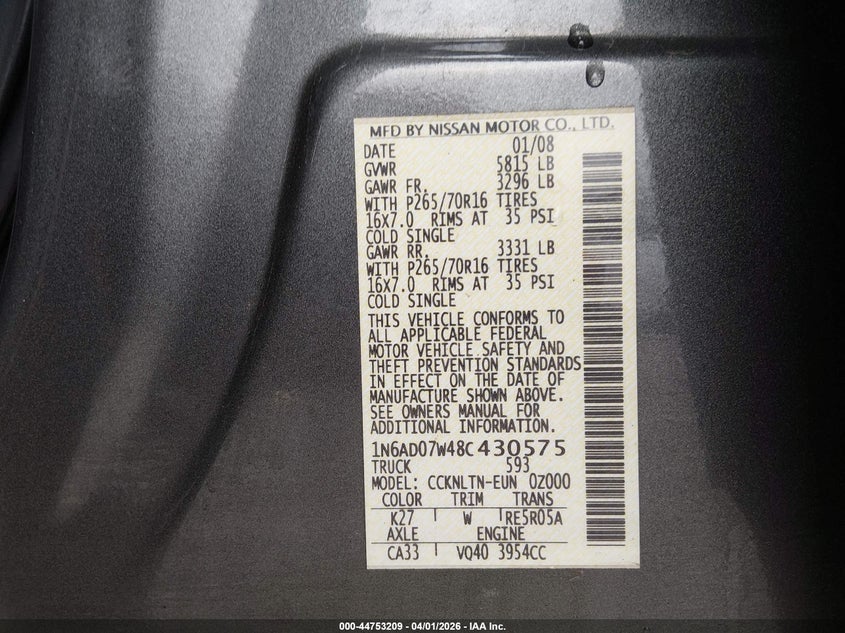 MFD BY NISSAN MOTOR CO., LTD.
DATE 01/08
GVWR 5815 LB
GAWR FR. 3296 LB
WITH P265/70R16 TIRES
16X7.0 RIMS AT 35 PSI
COLD SINGLE
GAWR RR. 3331 LB
WITH P265/70R16 TIRES
16X7.0 RIMS AT 35 PSI
COLD SINGLE
THIS VEHICLE CONFORMS TO
ALL APPLICABLE FEDERAL
MOTOR VEHICLE SAFETY AND
THEFT PREVENTION STANDARDS
IN EFFECT ON THE DATE OF
MANUFACTURE SHOWN ABOVE.
SEE OWNERS MANUAL FOR
ADDITIONAL INFORMATION.
1N6AD07W48C430575
TRUCK 593
MODEL: CCKNLTN-EUN 0Z000
COLOR TRIM TRANS
K27 W RE5R05A
AXLE ENGINE
CA33 VQ40 3954CC
000-44753209 - 04/01/2026 - IAA Inc.